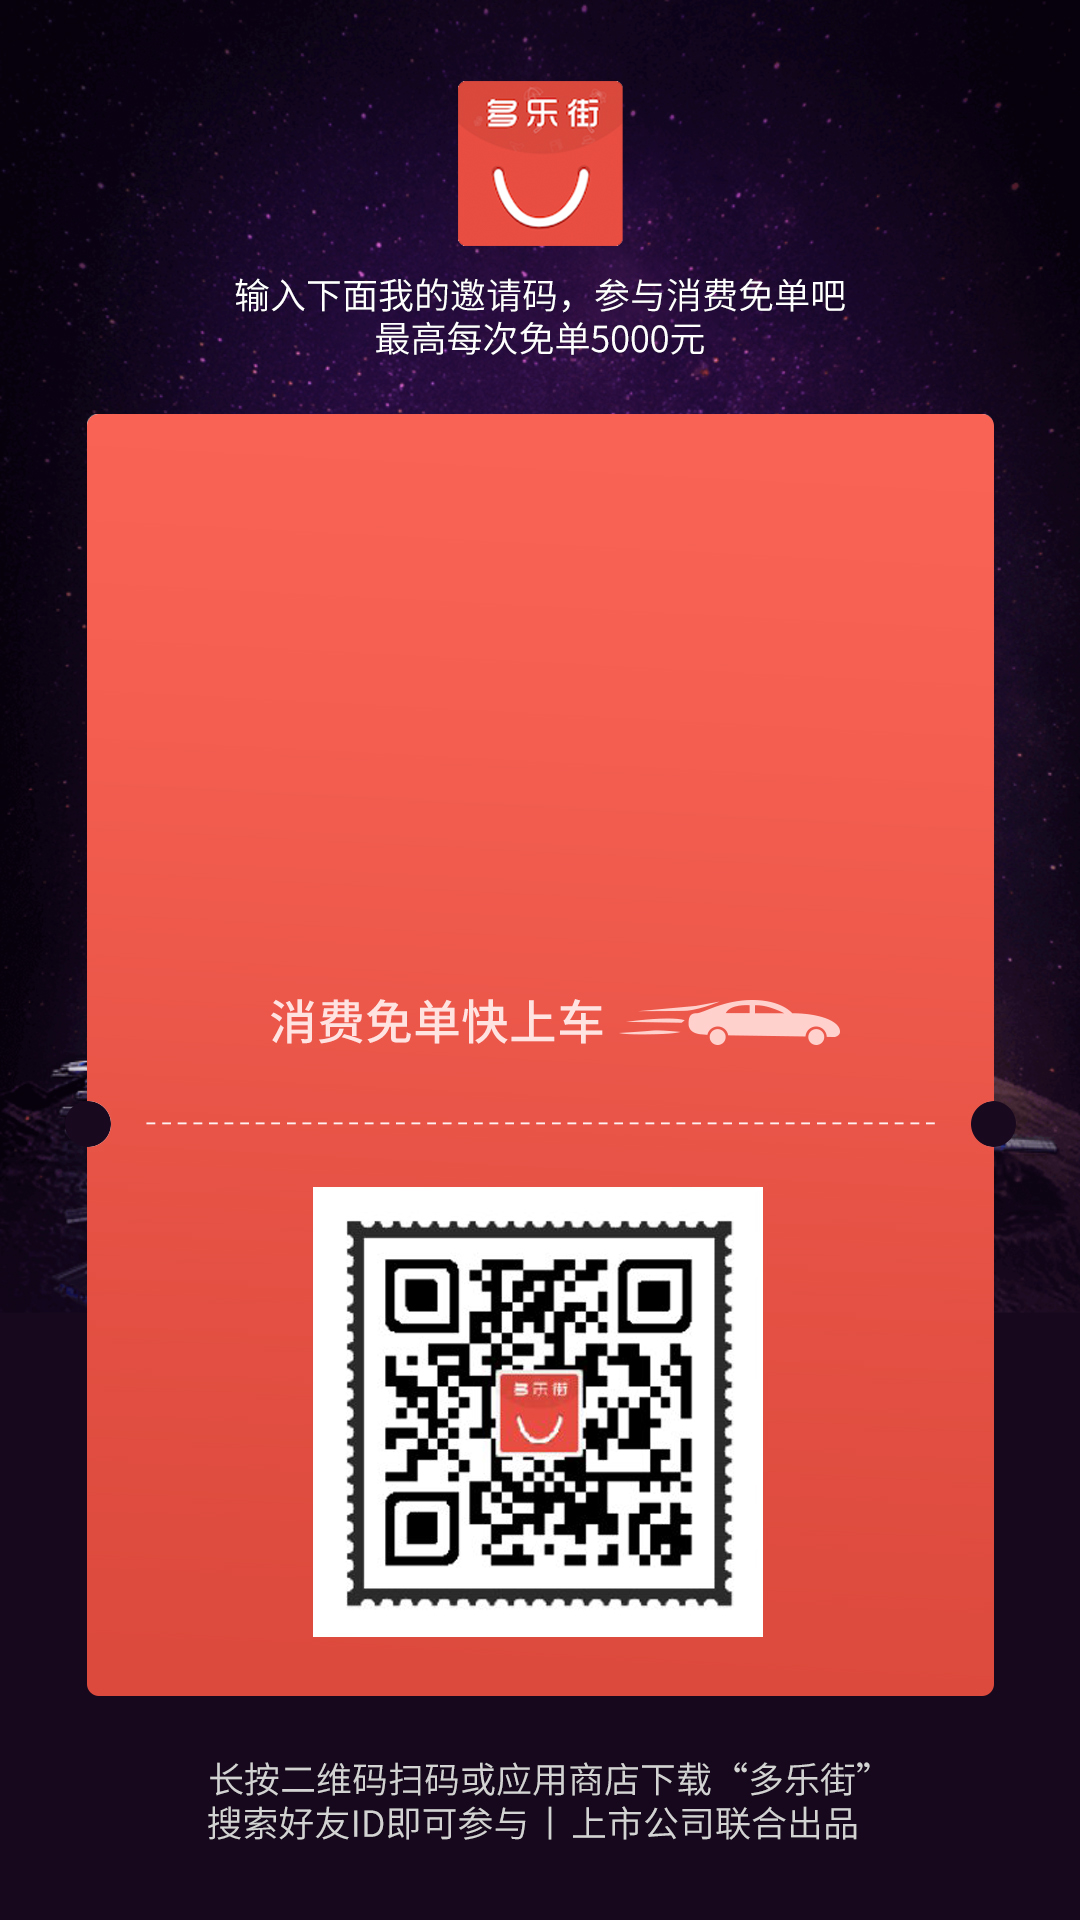 多乐街
输入下面我的邀请码，参与消费免单吧
最高每次免单5000元
消费免单快上车
多乐街
长按二维码扫码或应用商店下载“多乐街”
搜索好友ID即可参与丨上市公司联合出品